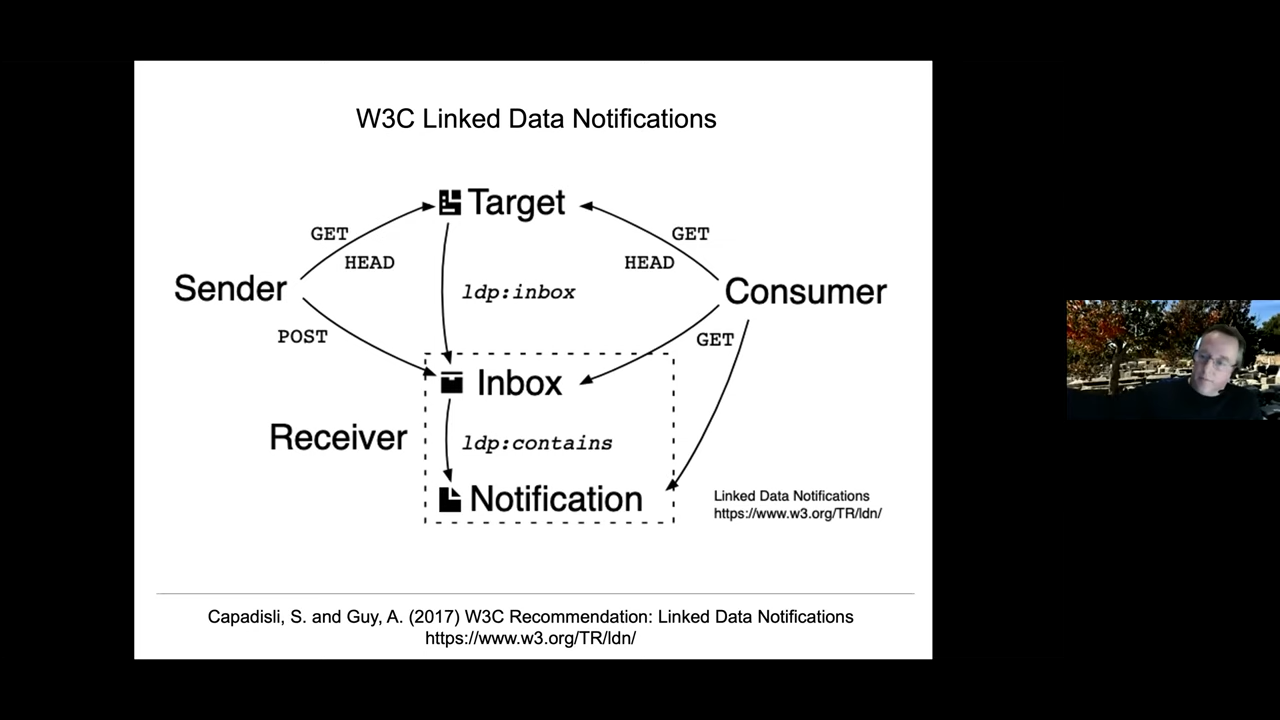 W3C Linked Data Notifications
Target
GET
GET
HEAD
HEAD
Sender
ldp:inbox
Consumer
POST
GET
Inbox
Receiver
ldp:contains
Notification
Linked Data Notifications
https://www.w3.org/TR/ldn/
Capadisli, S. and Guy, A. (2017) W3C Recommendation: Linked Data Notifications
https://www.w3.org/TR/ldn/